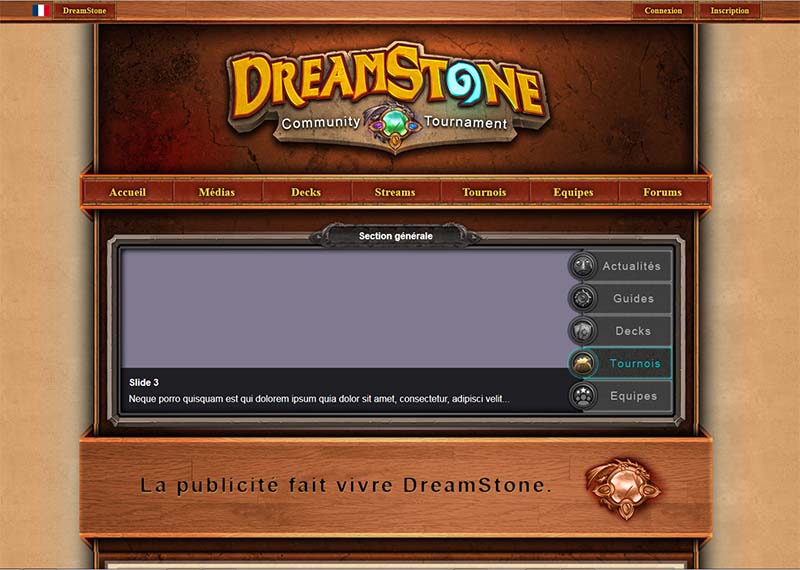 DreamStone
Connexion
Inscription
DREAMSTONE
Community Tournament
Accueil
Médias
Decks
Streams
Tournois
Equipes
Forums
Section générale
Actualités
Guides
Decks
Tournois
Equipes
Slide 3
Neque porro quisquam est qui dolorem ipsum quia dolor sit amet, consectetur, adipisci velit...
La publicité fait vivre DreamStone.